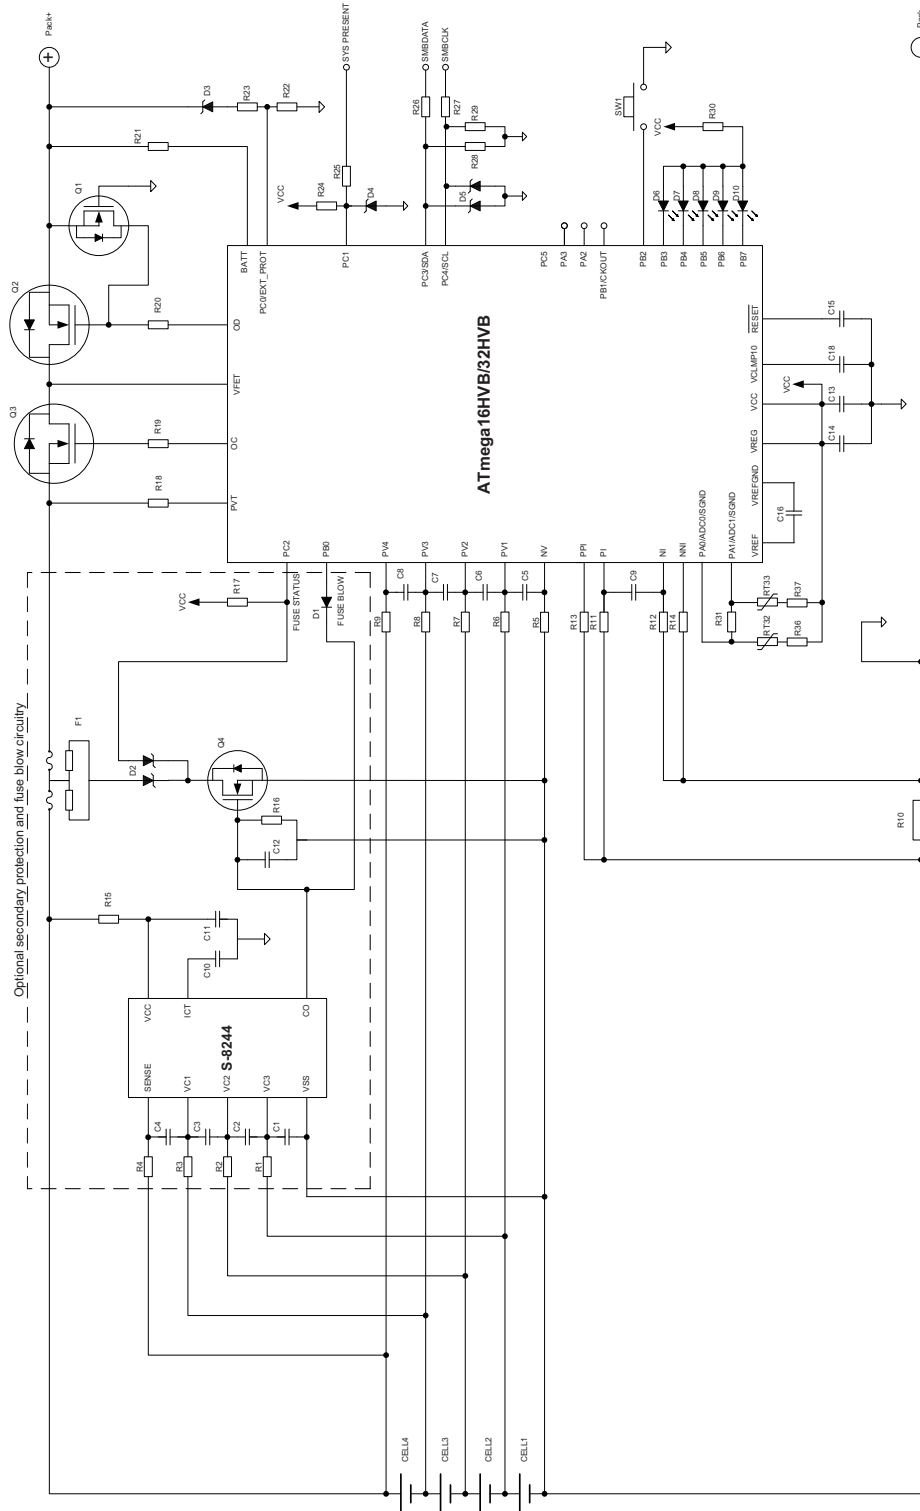 Pack+
Q1
Q2
Q3
R21
D3
R23
R22
SYS PRESENT
SMBDATA
SMBCLK
R26
R27
R29
R28
R25
R24
VCC
D4
D5
SW1
VCC
R30
D6
D7
D8
D9
D10
R20
R19
R18
BATT
PC0/EXT_PROT
PC1
PC3/SDA
PC4/SCL
PC5
PA3
PA2
PB1/CKOUT
PB2
PB3
PB4
PB5
PB6
PB7
OD
VFET
OC
PVT
ATmega16HVB/32HVB
RESET
VCLMP10
VCC
VREG
VREFGND
VREF
C15
C18
C13
C14
C16
VCC
PC2
PB0
PV4
PV3
PV2
PV1
NV
PPI
PI
NI
NNI
PA0/ADC0/SGND
PA1/ADC1/SGND
Optional secondary protection and fuse blow circuitry
VCC
R17
FUSE STATUS
D1
FUSE BLOW
C8
C7
C6
C5
C9
R9
R8
R7
R6
R5
R13
R11
R12
R14
R31
RT33
R37
RT32
R36
F1
D2
Q4
R16
C12
R15
C11
C10
VCC
ICT
CO
S-8244
SENSE
VC1
VC2
VC3
VSS
C4
C3
C2
C1
R4
R3
R2
R1
R10
CELL4
CELL3
CELL2
CELL1